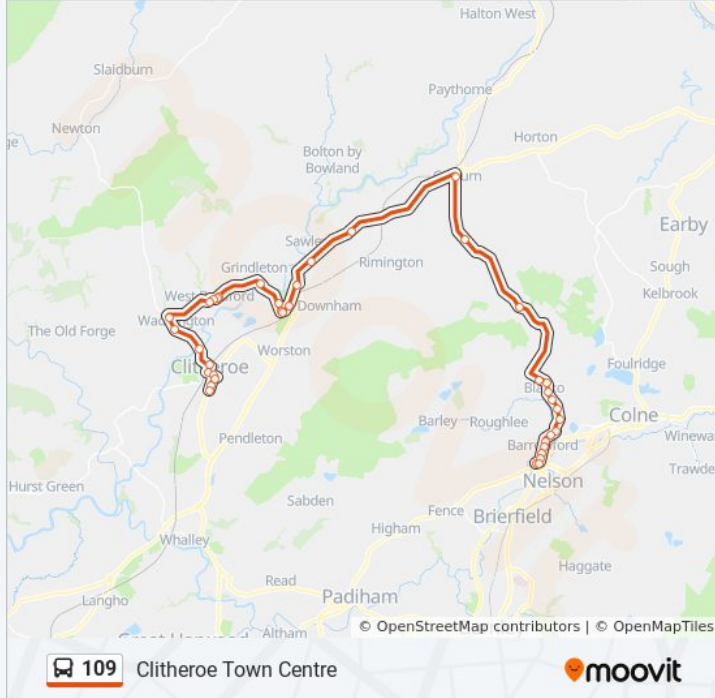 Halton West
Slaidburn
Paythorne
Newton
Horton
Bolton by
Bowland
Earby
Sawley
Rimington
Grindleton
Sough
Kelbrook
Downham
The Old Forge
Worston
Foulridge
Clitheroe
Barley
Roughlee
Colne
Pendleton
Hurst Green
Nelson
Sabden
Fence
Brierfield
Higham
Whalley
Haggate
Read
Langho
Padiham
Altham
© OpenStreetMap contributors | © OpenMapTiles
109 Clitheroe Town Centre
moovit